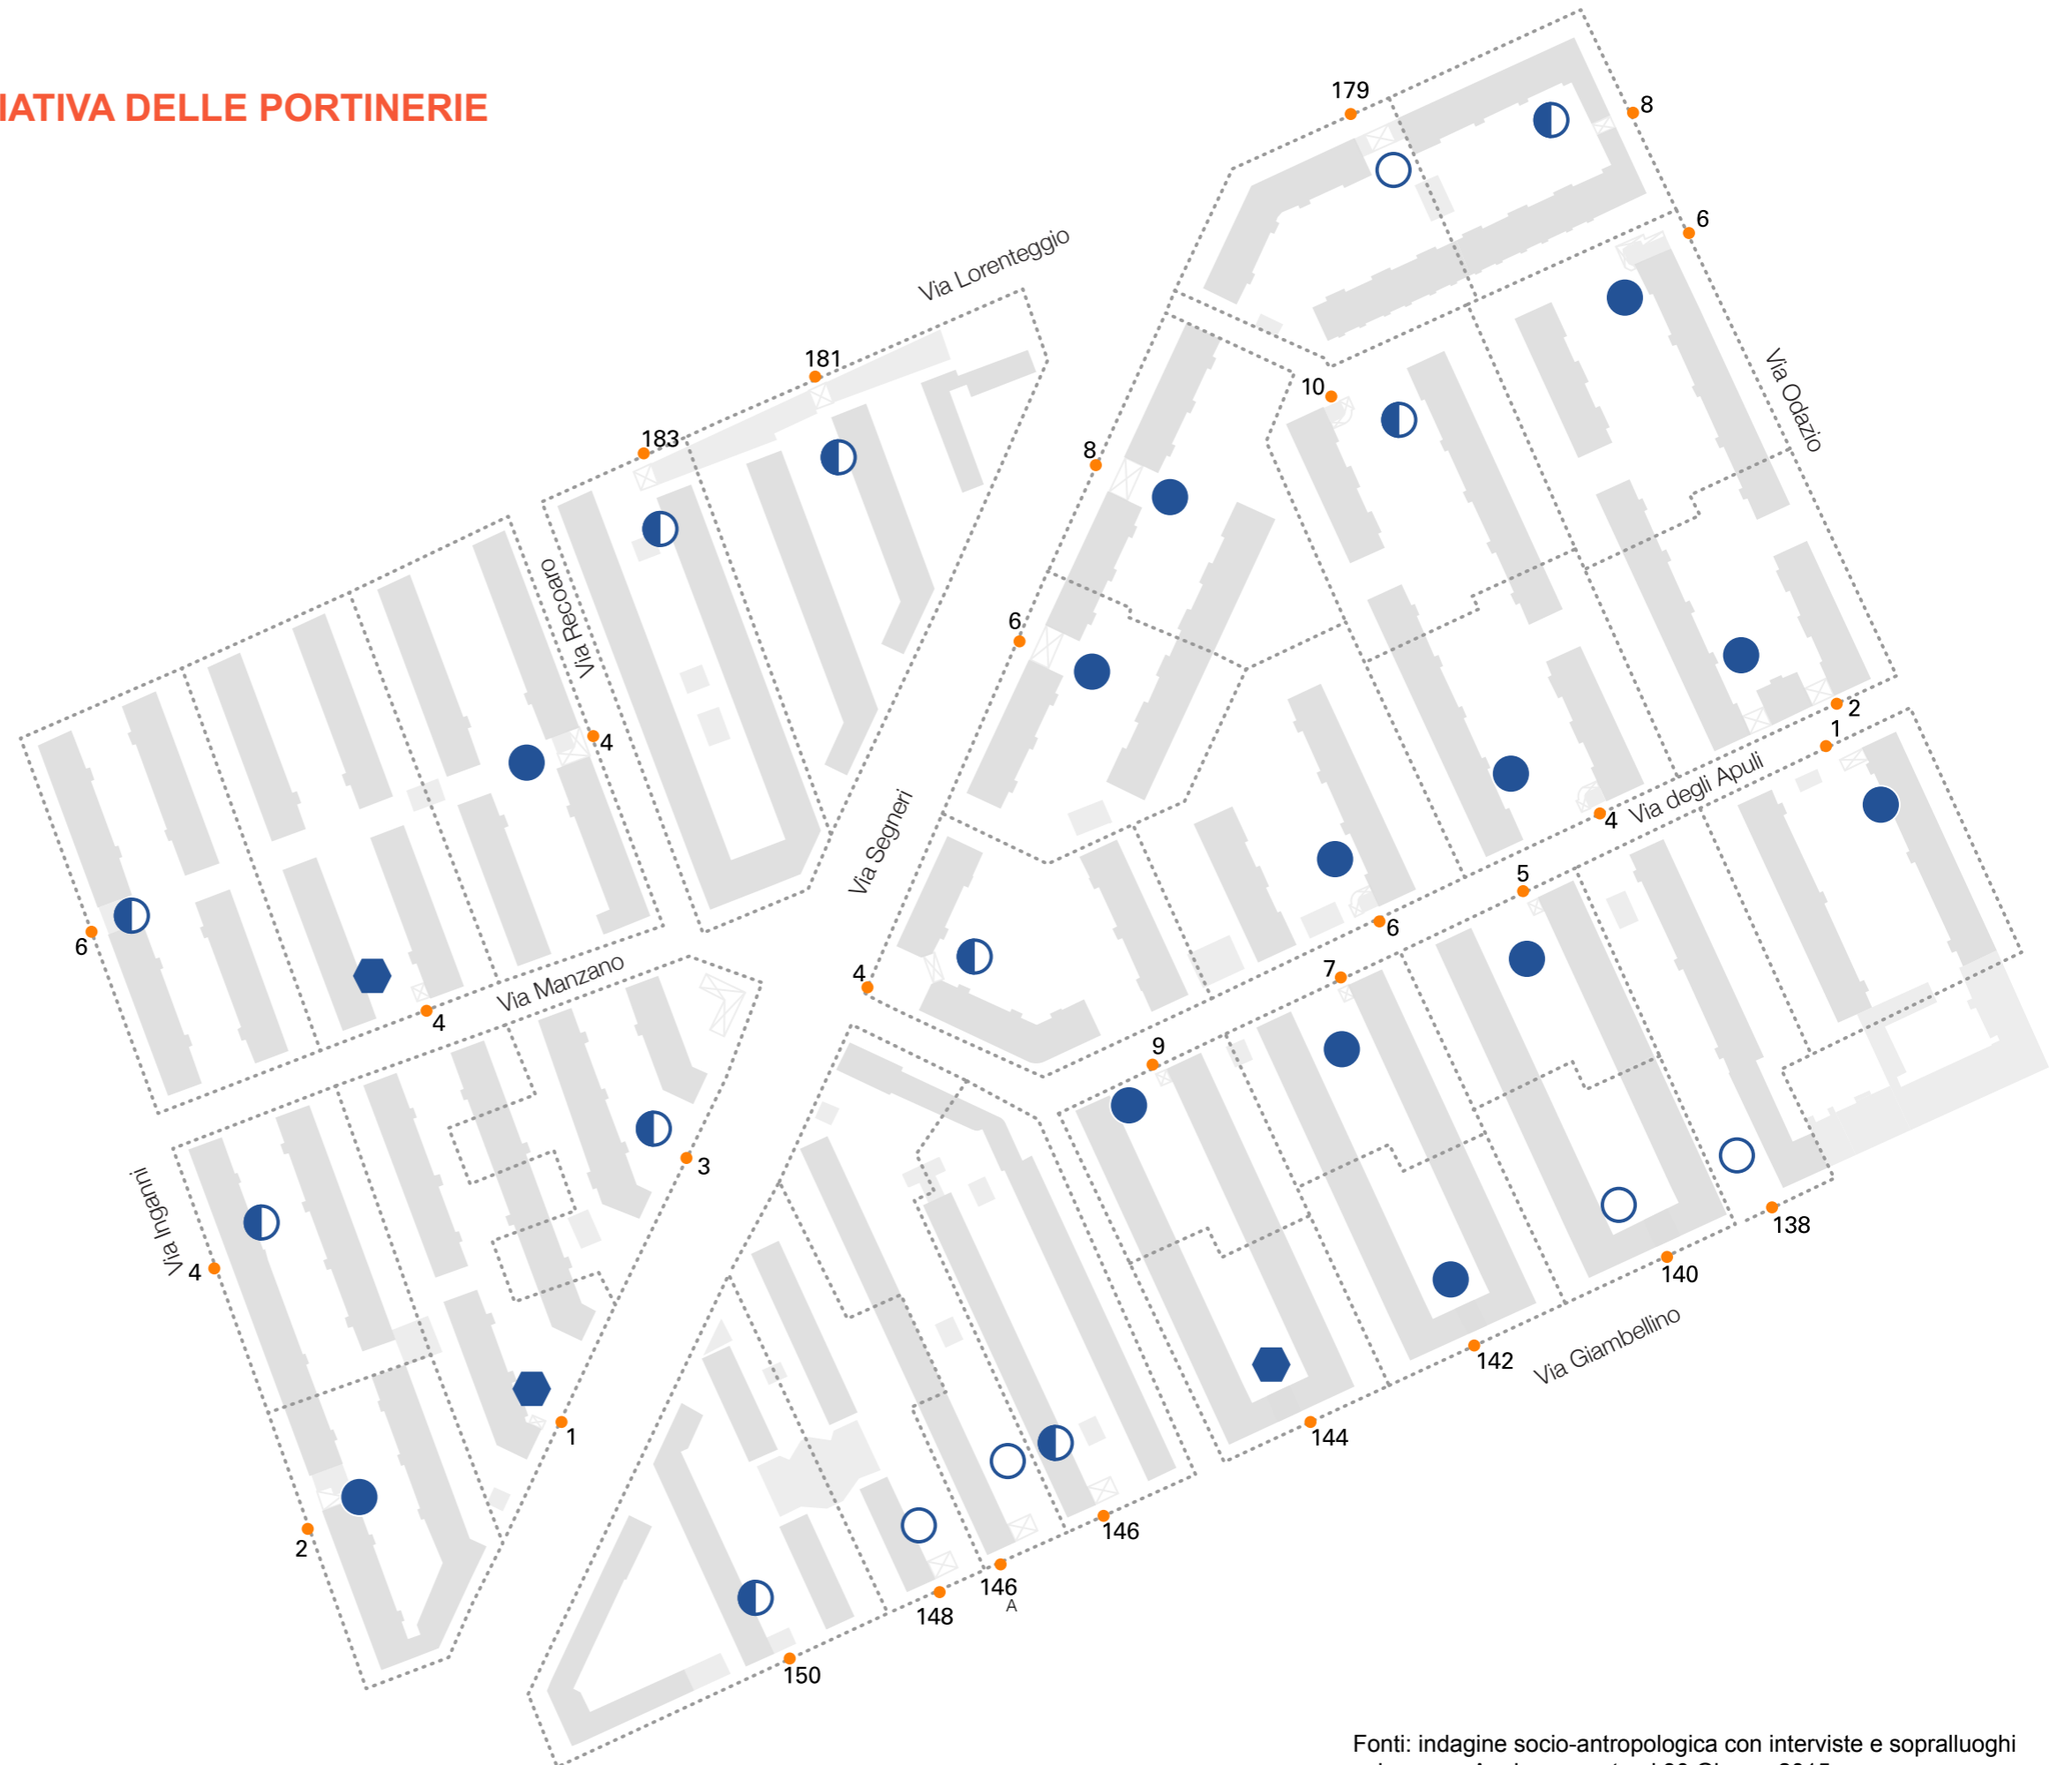 IATIVA DELLE PORTINERIE
179
8
6
Via Lorenteggio
181
183
10
8
Via Odazio
Via Recoaro
6
4
2
1
Via degli Apuli
4
Via Segneri
5
6
6
7
4
Via Manzano
4
9
3
Via Inganni
4
138
140
Via Giambellino
142
144
1
2
146
146
A
148
150
Fonti: indagine socio-antropologica con interviste e sopralluoghi